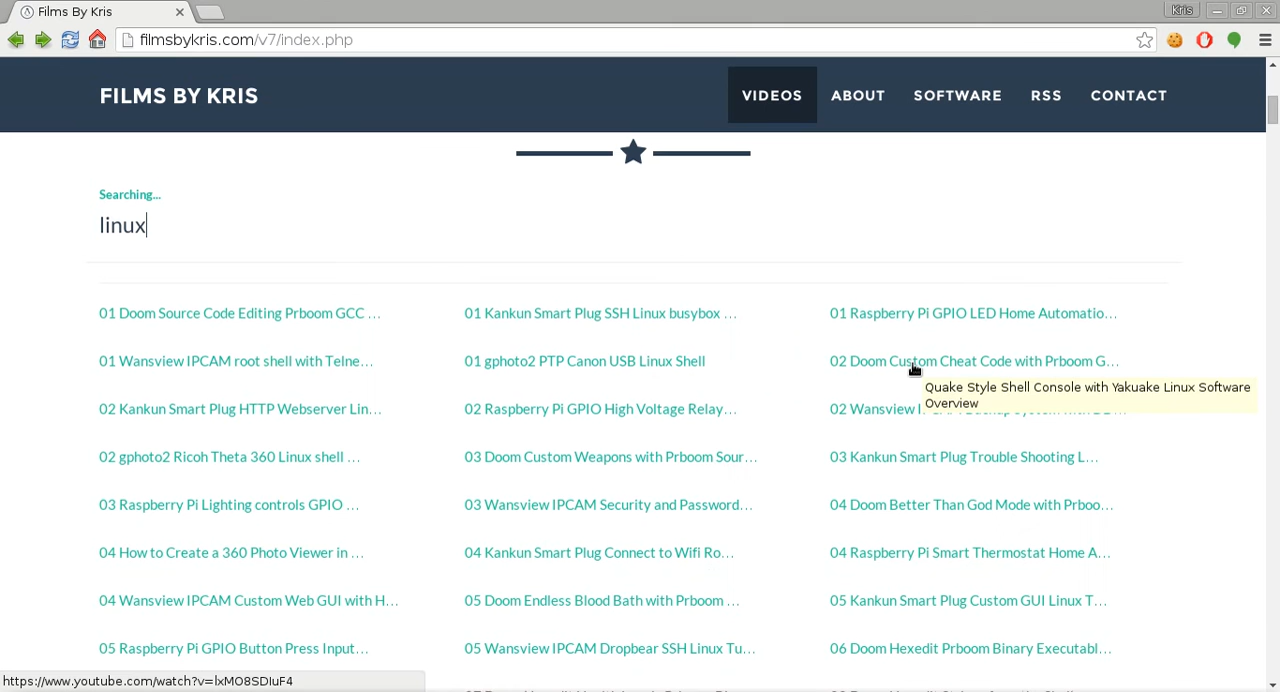 Films By Kris
Kris
filmsbykris.com/v7/index.php
FILMS BY KRIS
VIDEOS
ABOUT
SOFTWARE
RSS
CONTACT
Searching...
linux
01 Doom Source Code Editing Prboom GCC ...
01 Kankun Smart Plug SSH Linux busybox ...
01 Raspberry Pi GPIO LED Home Automatio...
01 Wansview IPCAM root shell with Telne...
01 gphoto2 PTP Canon USB Linux Shell
02 Doom Custom Cheat Code with Prboom G...
Quake Style Shell Console with Yakuake Linux Software
Overview
02 Kankun Smart Plug HTTP Webserver Lin...
02 Raspberry Pi GPIO High Voltage Relay...
02 Wansview
02 gphoto2 Ricoh Theta 360 Linux shell ...
03 Doom Custom Weapons with Prboom Sour...
03 Kankun Smart Plug Trouble Shooting L...
03 Raspberry Pi Lighting controls GPIO ...
03 Wansview IPCAM Security and Password...
04 Doom Better Than God Mode with Prboo...
04 How to Create a 360 Photo Viewer in ...
04 Kankun Smart Plug Connect to Wifi Ro...
04 Raspberry Pi Smart Thermostat Home A...
04 Wansview IPCAM Custom Web GUI with H...
05 Doom Endless Blood Bath with Prboom ...
05 Kankun Smart Plug Custom GUI Linux T...
05 Raspberry Pi GPIO Button Press Input...
05 Wansview IPCAM Dropbear SSH Linux Tu...
06 Doom Hexedit Prboom Binary Executabl...
https://www.youtube.com/watch?v=lxMO8SDIuF4